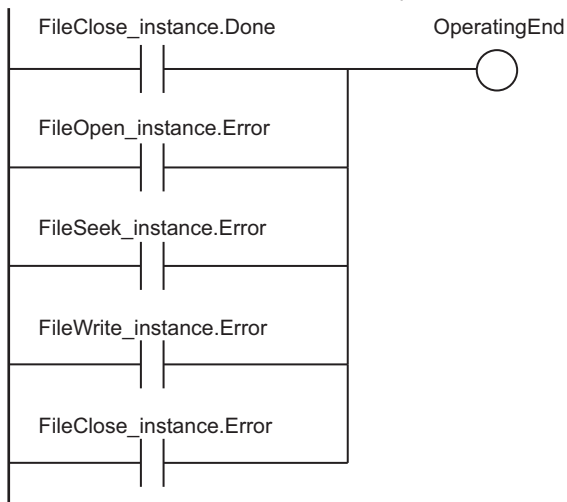 FileClose_instance.Done OperatingEnd
FileOpen_instance.Error
FileSeek_instance.Error
FileWrite_instance.Error
FileClose_instance.Error